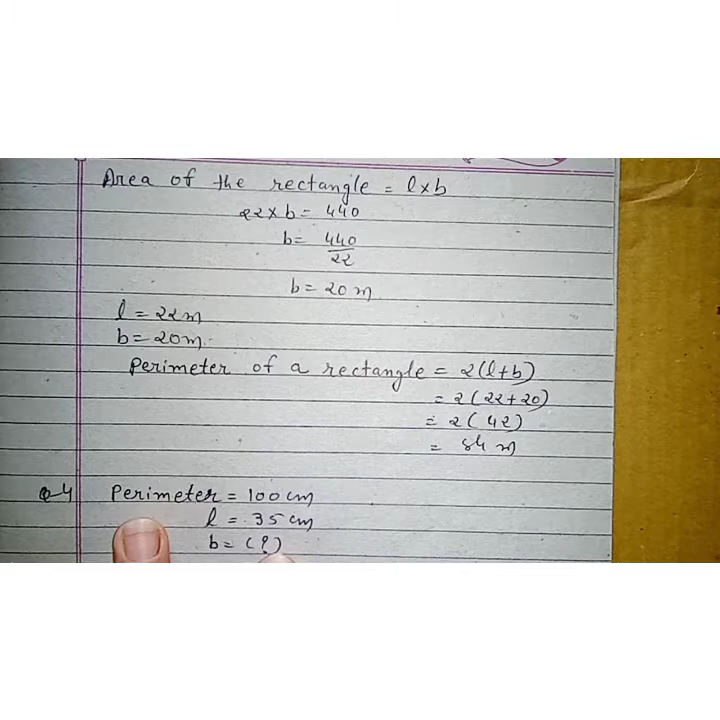 Area of the rectangle = l×b
22×b = 440
b = 440/22
b = 20 m
l = 22m
b = 20m.
Perimeter of a rectangle = 2(l+b)
= 2(22+20)
= 2(42)
= 84 m
Q4 Perimeter = 100 cm
l = 35 cm
b = (?)